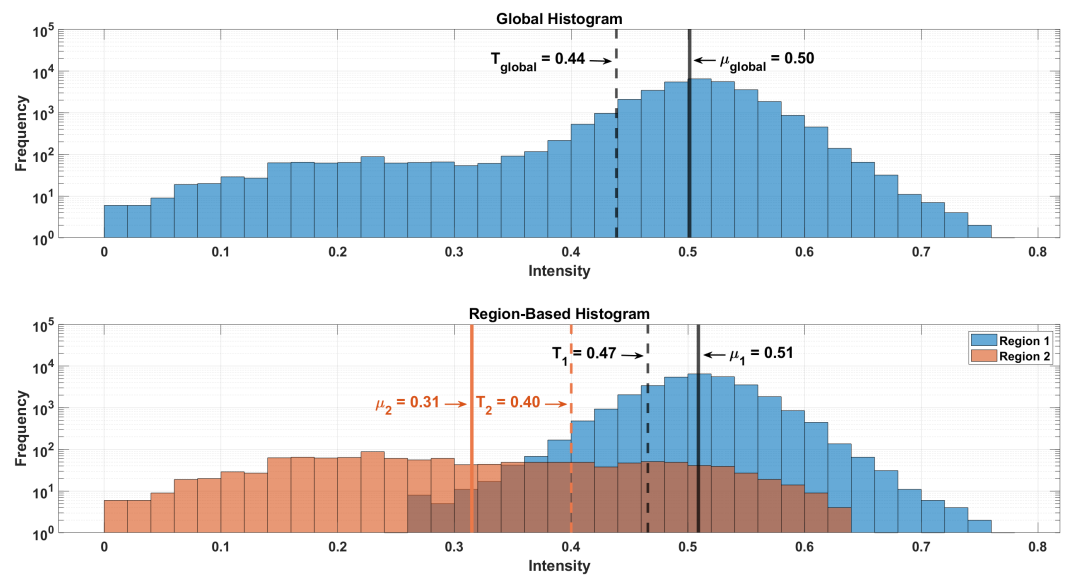 Global Histogram
T_global = 0.44
μ_global = 0.50
Frequency
10^5
10^4
10^3
10^2
10^1
10^0
0 0.1 0.2 0.3 0.4 0.5 0.6 0.7 0.8
Intensity
Region-Based Histogram
T_1 = 0.47
μ_1 = 0.51
μ_2 = 0.31
T_2 = 0.40
Region 1
Region 2
Frequency
10^5
10^4
10^3
10^2
10^1
10^0
0 0.1 0.2 0.3 0.4 0.5 0.6 0.7 0.8
Intensity